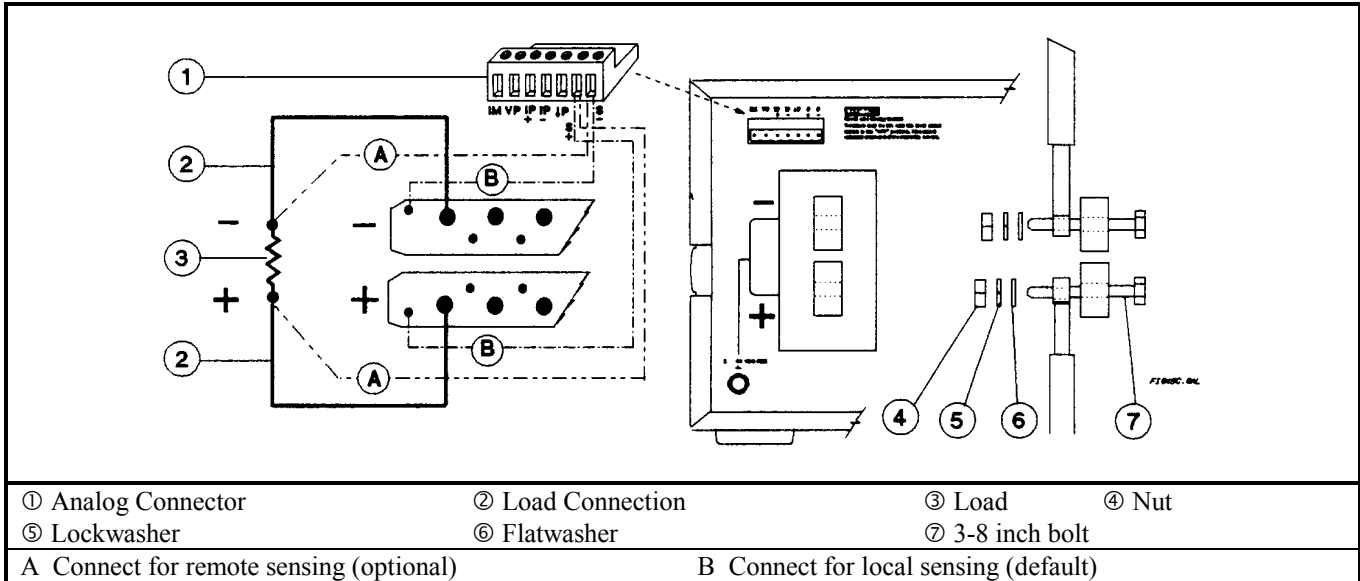 1
IM VP IP IP ↓P S S
+ − + −
2
A
B
−
−
3
+
+
B
2
A
−
+
4
5
6
7
① Analog Connector
② Load Connection
③ Load
④ Nut
⑤ Lockwasher
⑥ Flatwasher
⑦ 3-8 inch bolt
A Connect for remote sensing (optional)
B Connect for local sensing (default)